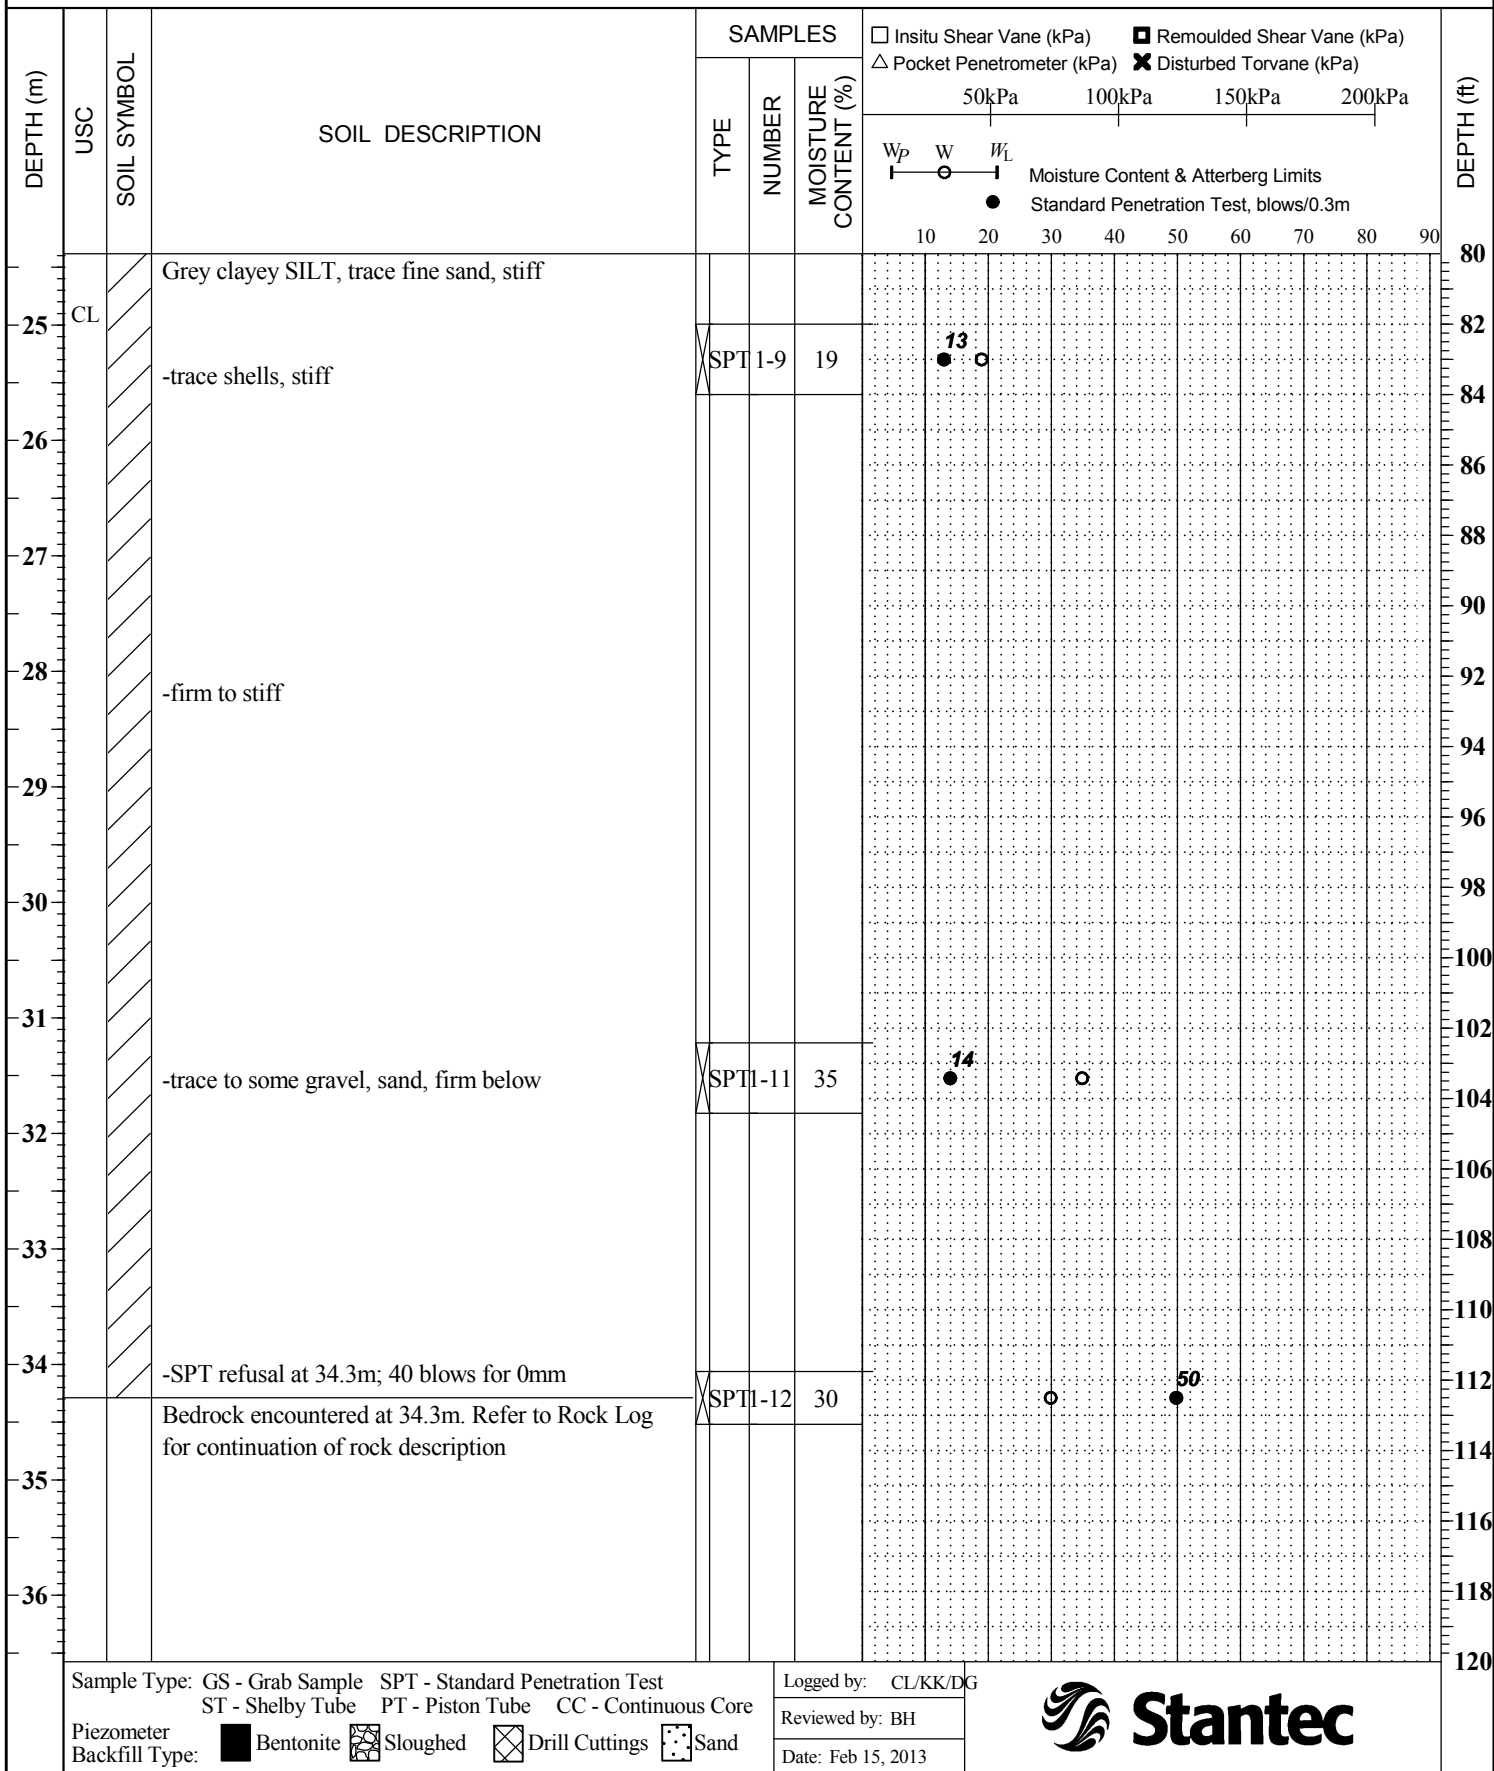 SAMPLES
Insitu Shear Vane (kPa) Remoulded Shear Vane (kPa)
Pocket Penetrometer (kPa) Disturbed Torvane (kPa)
DEPTH (m)
USC
SOIL SYMBOL
SOIL DESCRIPTION
TYPE
NUMBER
MOISTURE CONTENT (%)
50kPa 100kPa 150kPa 200kPa
WP W WL
Moisture Content & Atterberg Limits
Standard Penetration Test, blows/0.3m
10 20 30 40 50 60 70 80 90
DEPTH (ft)
80
Grey clayey SILT, trace fine sand, stiff
CL
25
82
13
SPT 1-9 19
-trace shells, stiff
84
26
86
88
27
90
28
92
-firm to stiff
94
29
96
98
30
100
31
102
14
-trace to some gravel, sand, firm below
SPT 1-11 35
104
32
106
108
33
110
34
-SPT refusal at 34.3m; 40 blows for 0mm
112
50
SPT 1-12 30
Bedrock encountered at 34.3m. Refer to Rock Log
for continuation of rock description
114
35
116
36
118
120
Sample Type: GS - Grab Sample SPT - Standard Penetration Test
ST - Shelby Tube PT - Piston Tube CC - Continuous Core
Piezometer
Backfill Type: Bentonite Sloughed Drill Cuttings Sand
Logged by: CL/KK/DG
Reviewed by: BH
Date: Feb 15, 2013
Stantec